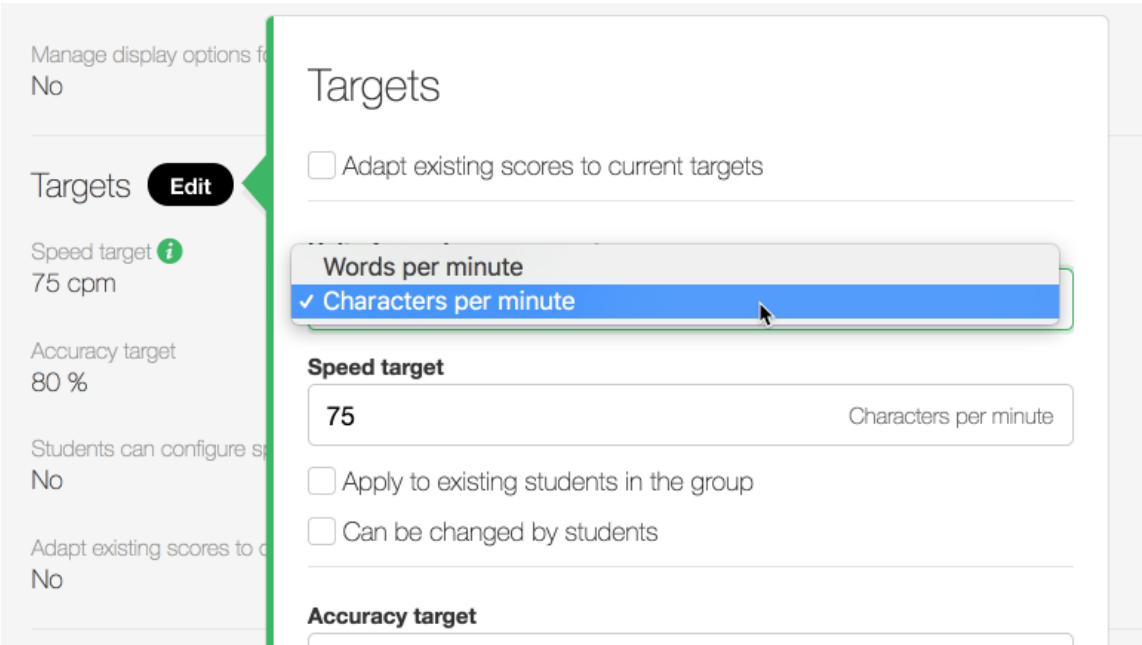 Manage display options fo
No
Targets Edit
Speed target i
75 cpm
Accuracy target
80 %
Students can configure sp
No
Adapt existing scores to c
No
Targets
Adapt existing scores to current targets
Words per minute
✓ Characters per minute
Speed target
75 Characters per minute
Apply to existing students in the group
Can be changed by students
Accuracy target